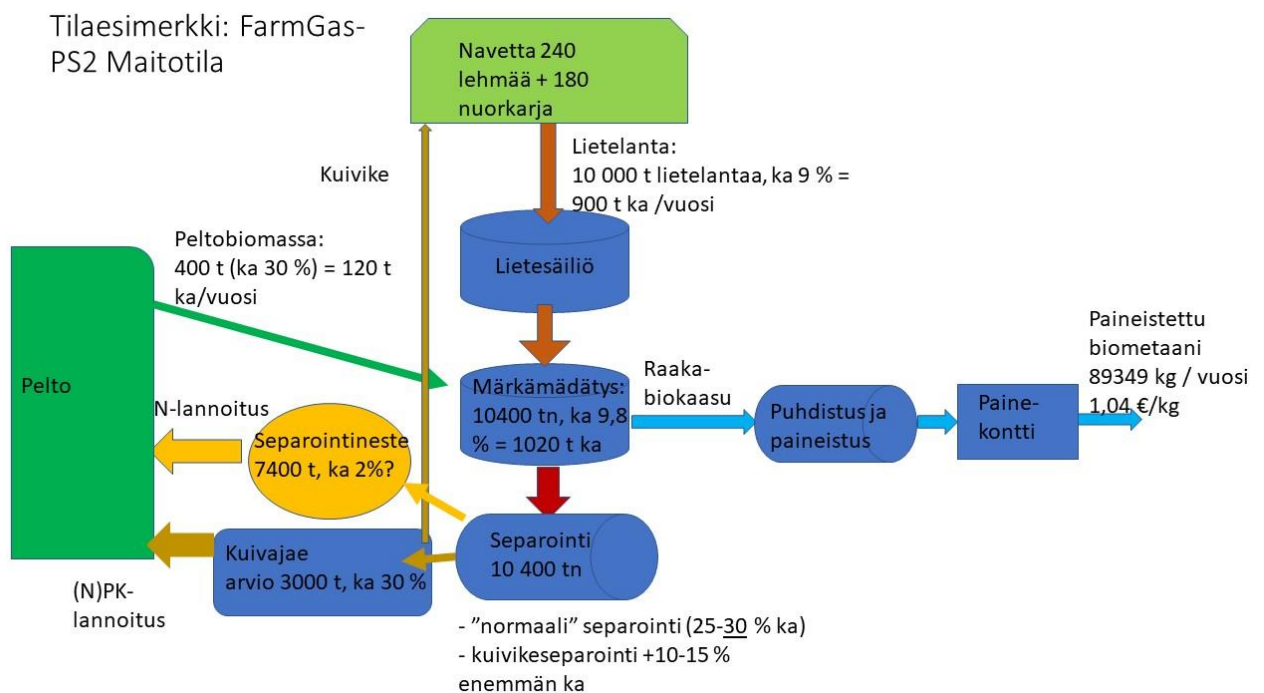 Tilaesimerkki: FarmGas-
PS2 Maitotila
Navetta 240
lehmää + 180
nuorkarja
Kuivike
Lietelanta:
10 000 t lietelantaa, ka 9 % =
900 t ka /vuosi
Peltobiomassa:
400 t (ka 30 %) = 120 t
ka/vuosi
Lietesäiliö
Pelto
Märkämädätys:
10400 tn, ka 9,8
% = 1020 t ka
Raaka-
biokaasu
Puhdistus ja
paineistus
Paine-
kontti
Paineistettu
biometaani
89349 kg / vuosi
1,04 €/kg
N-lannoitus
Separointineste
7400 t, ka 2%?
Kuivajae
arvio 3000 t, ka 30 %
Separointi
10 400 tn
(N)PK-
lannoitus
- ”normaali” separointi (25-30 % ka)
- kuivikeseparointi +10-15 %
enemmän ka